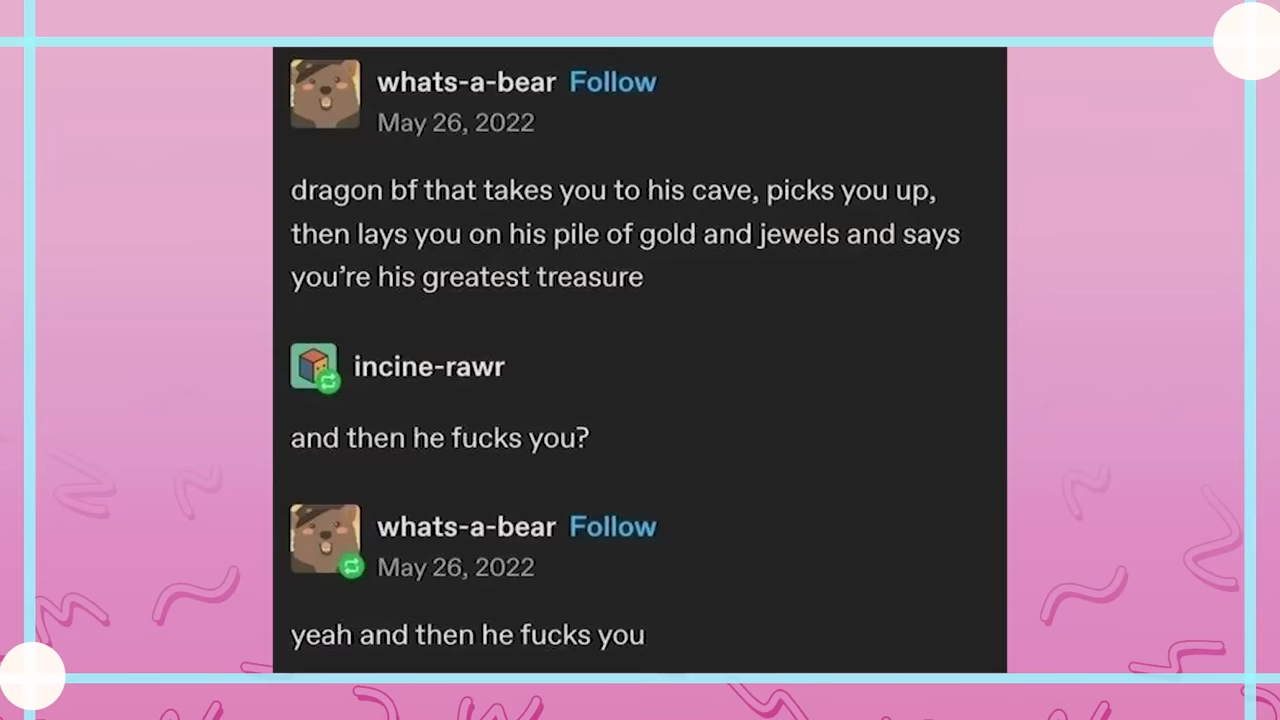 whats-a-bear Follow
May 26, 2022
dragon bf that takes you to his cave, picks you up,
then lays you on his pile of gold and jewels and says
you’re his greatest treasure
incine-rawr
and then he fucks you?
whats-a-bear Follow
May 26, 2022
yeah and then he fucks you